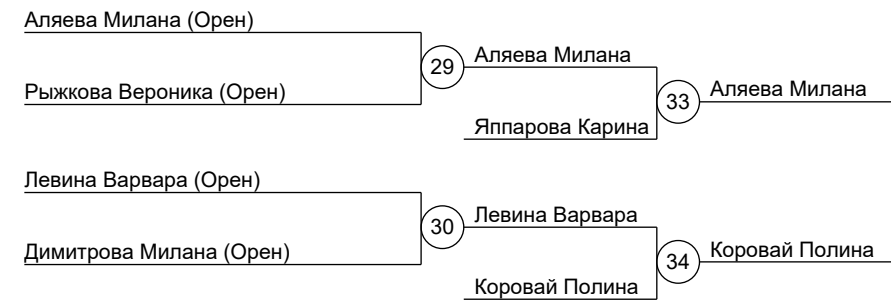 Аляева Милана (Орен)
29
Аляева Милана
Рыжкова Вероника (Орен)
33
Аляева Милана
Яппарова Карина
Левина Варвара (Орен)
30
Левина Варвара
Димитрова Милана (Орен)
34
Коровай Полина
Коровай Полина